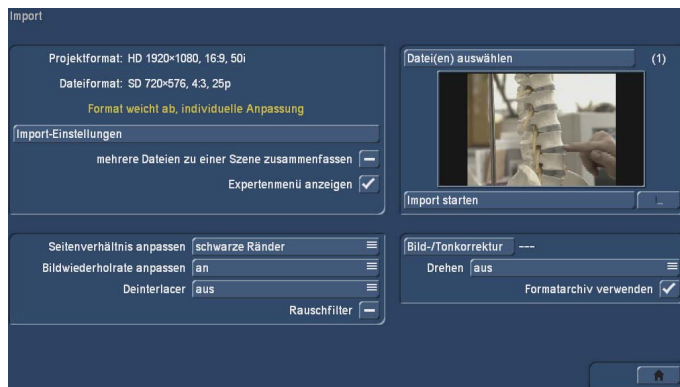 Import
Projektformat: HD 1920×1080, 16:9, 50i
Dateiformat: SD 720×576, 4:3, 25p
Format weicht ab, individuelle Anpassung
Import-Einstellungen
mehrere Dateien zu einer Szene zusammenfassen
Expertenmenü anzeigen
Datei(en) auswählen (1)
Import starten
Seitenverhältnis anpassen schwarze Ränder
Bildwiederholrate anpassen an
Deinterlacer aus
Rauschfilter
Bild-/Tonkorrektur ---
Drehen aus
Formatarchiv verwenden